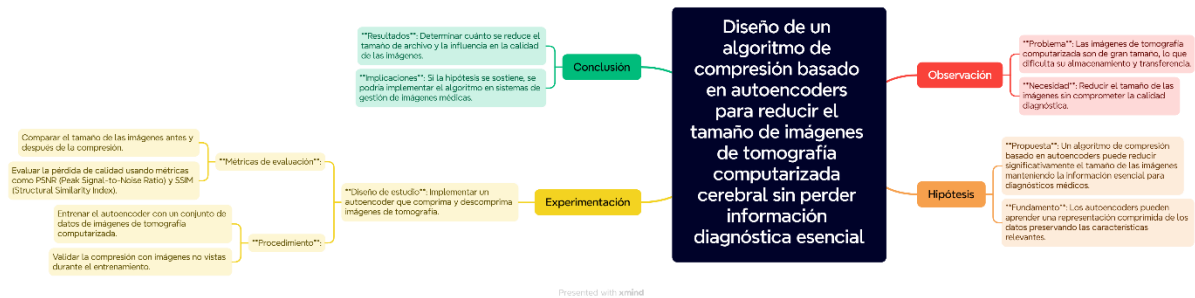 Diseño de un
algoritmo de
compresión basado
en autoencoders
para reducir el
tamaño de imágenes
de tomografía
computarizada
cerebral sin perder
información
diagnóstica esencial
Observación
**Problema**: Las imágenes de tomografía
computarizada son de gran tamaño, lo que
dificulta su almacenamiento y transferencia.
**Necesidad**: Reducir el tamaño de las
imágenes sin comprometer la calidad
diagnóstica.
Hipótesis
**Propuesta**: Un algoritmo de compresión
basado en autoencoders puede reducir
significativamente el tamaño de las imágenes
manteniendo la información esencial para
diagnósticos médicos.
**Fundamento**: Los autoencoders pueden
aprender una representación comprimida de los
datos preservando las características
relevantes.
Experimentación
**Diseño de estudio**: Implementar un
autoencoder que comprima y descomprima
imágenes de tomografía.
**Métricas de evaluación**:
Comparar el tamaño de las imágenes antes y
después de la compresión.
Evaluar la pérdida de calidad usando métricas
como PSNR (Peak Signal-to-Noise Ratio) y SSIM
(Structural Similarity Index).
**Procedimiento**:
Entrenar el autoencoder con un conjunto de
datos de imágenes de tomografía
computarizada.
Validar la compresión con imágenes no vistas
durante el entrenamiento.
Conclusión
**Resultados**: Determinar cuánto se reduce el
tamaño de archivo y la influencia en la calidad
de las imágenes.
**Implicaciones**: Si la hipótesis se sostiene, se
podría implementar el algoritmo en sistemas de
gestión de imágenes médicas.
Presented with xmind